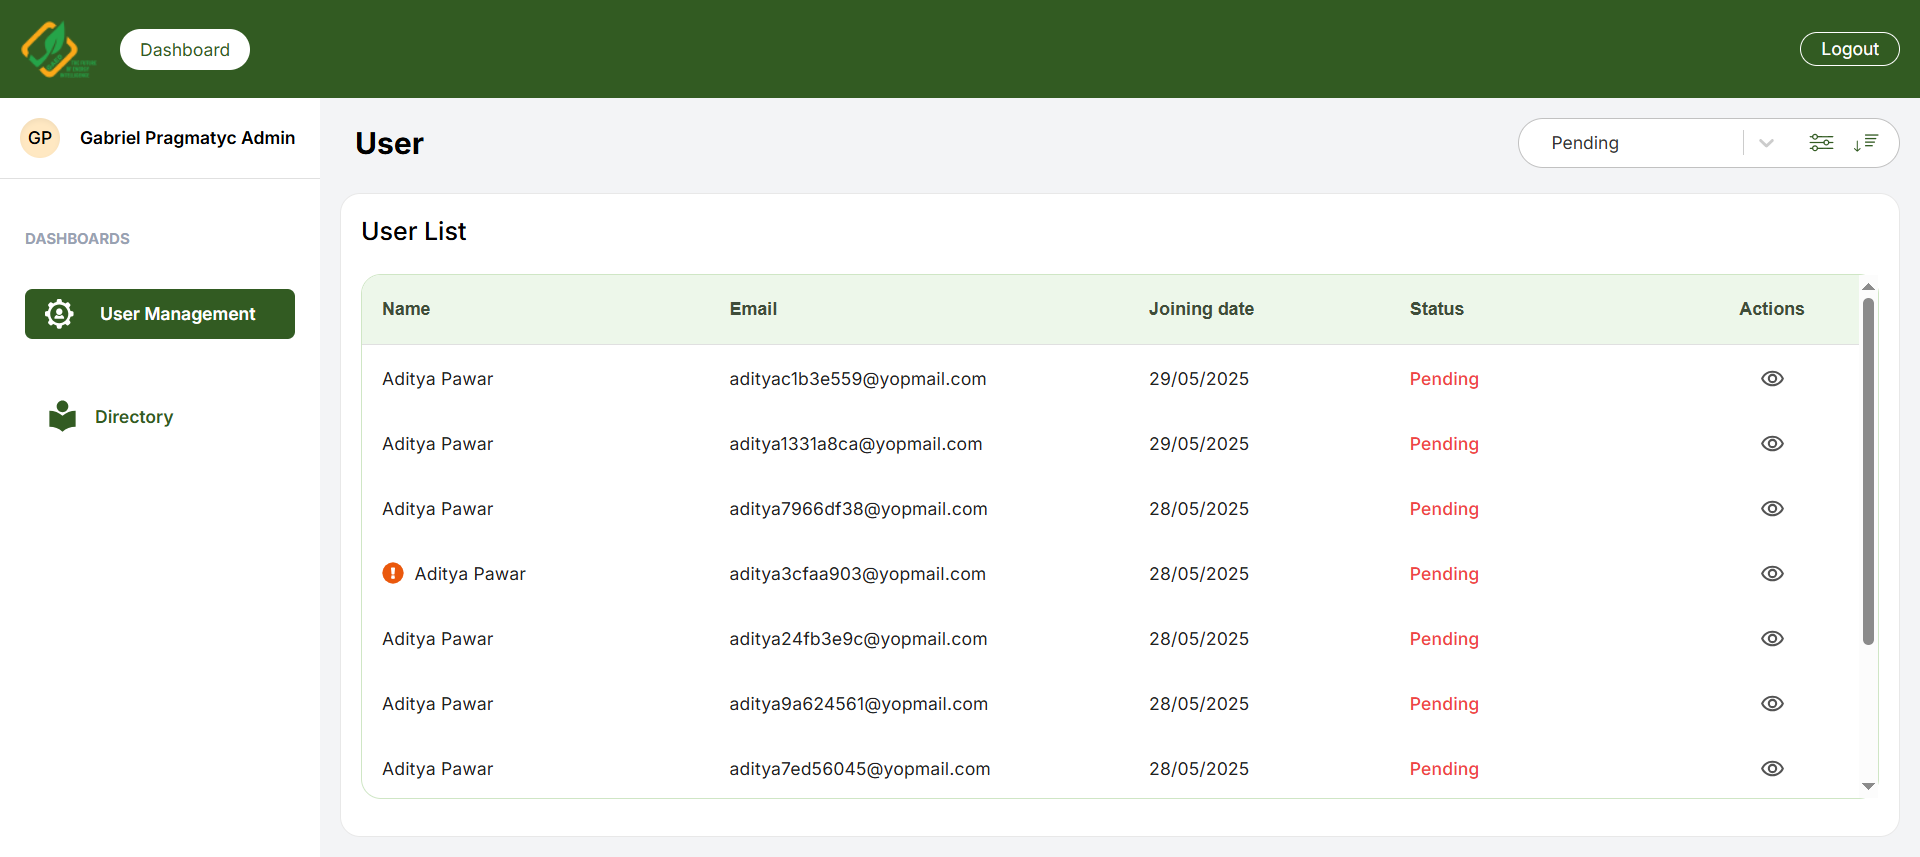 Dashboard
Logout
GP
Gabriel Pragmatyc Admin
User
Pending
DASHBOARDS
User Management
Directory
User List
Name Email Joining date Status Actions
Aditya Pawar adityac1b3e559@yopmail.com 29/05/2025 Pending
Aditya Pawar aditya1331a8ca@yopmail.com 29/05/2025 Pending
Aditya Pawar aditya7966df38@yopmail.com 28/05/2025 Pending
Aditya Pawar aditya3cfaa903@yopmail.com 28/05/2025 Pending
Aditya Pawar aditya24fb3e9c@yopmail.com 28/05/2025 Pending
Aditya Pawar aditya9a624561@yopmail.com 28/05/2025 Pending
Aditya Pawar aditya7ed56045@yopmail.com 28/05/2025 Pending